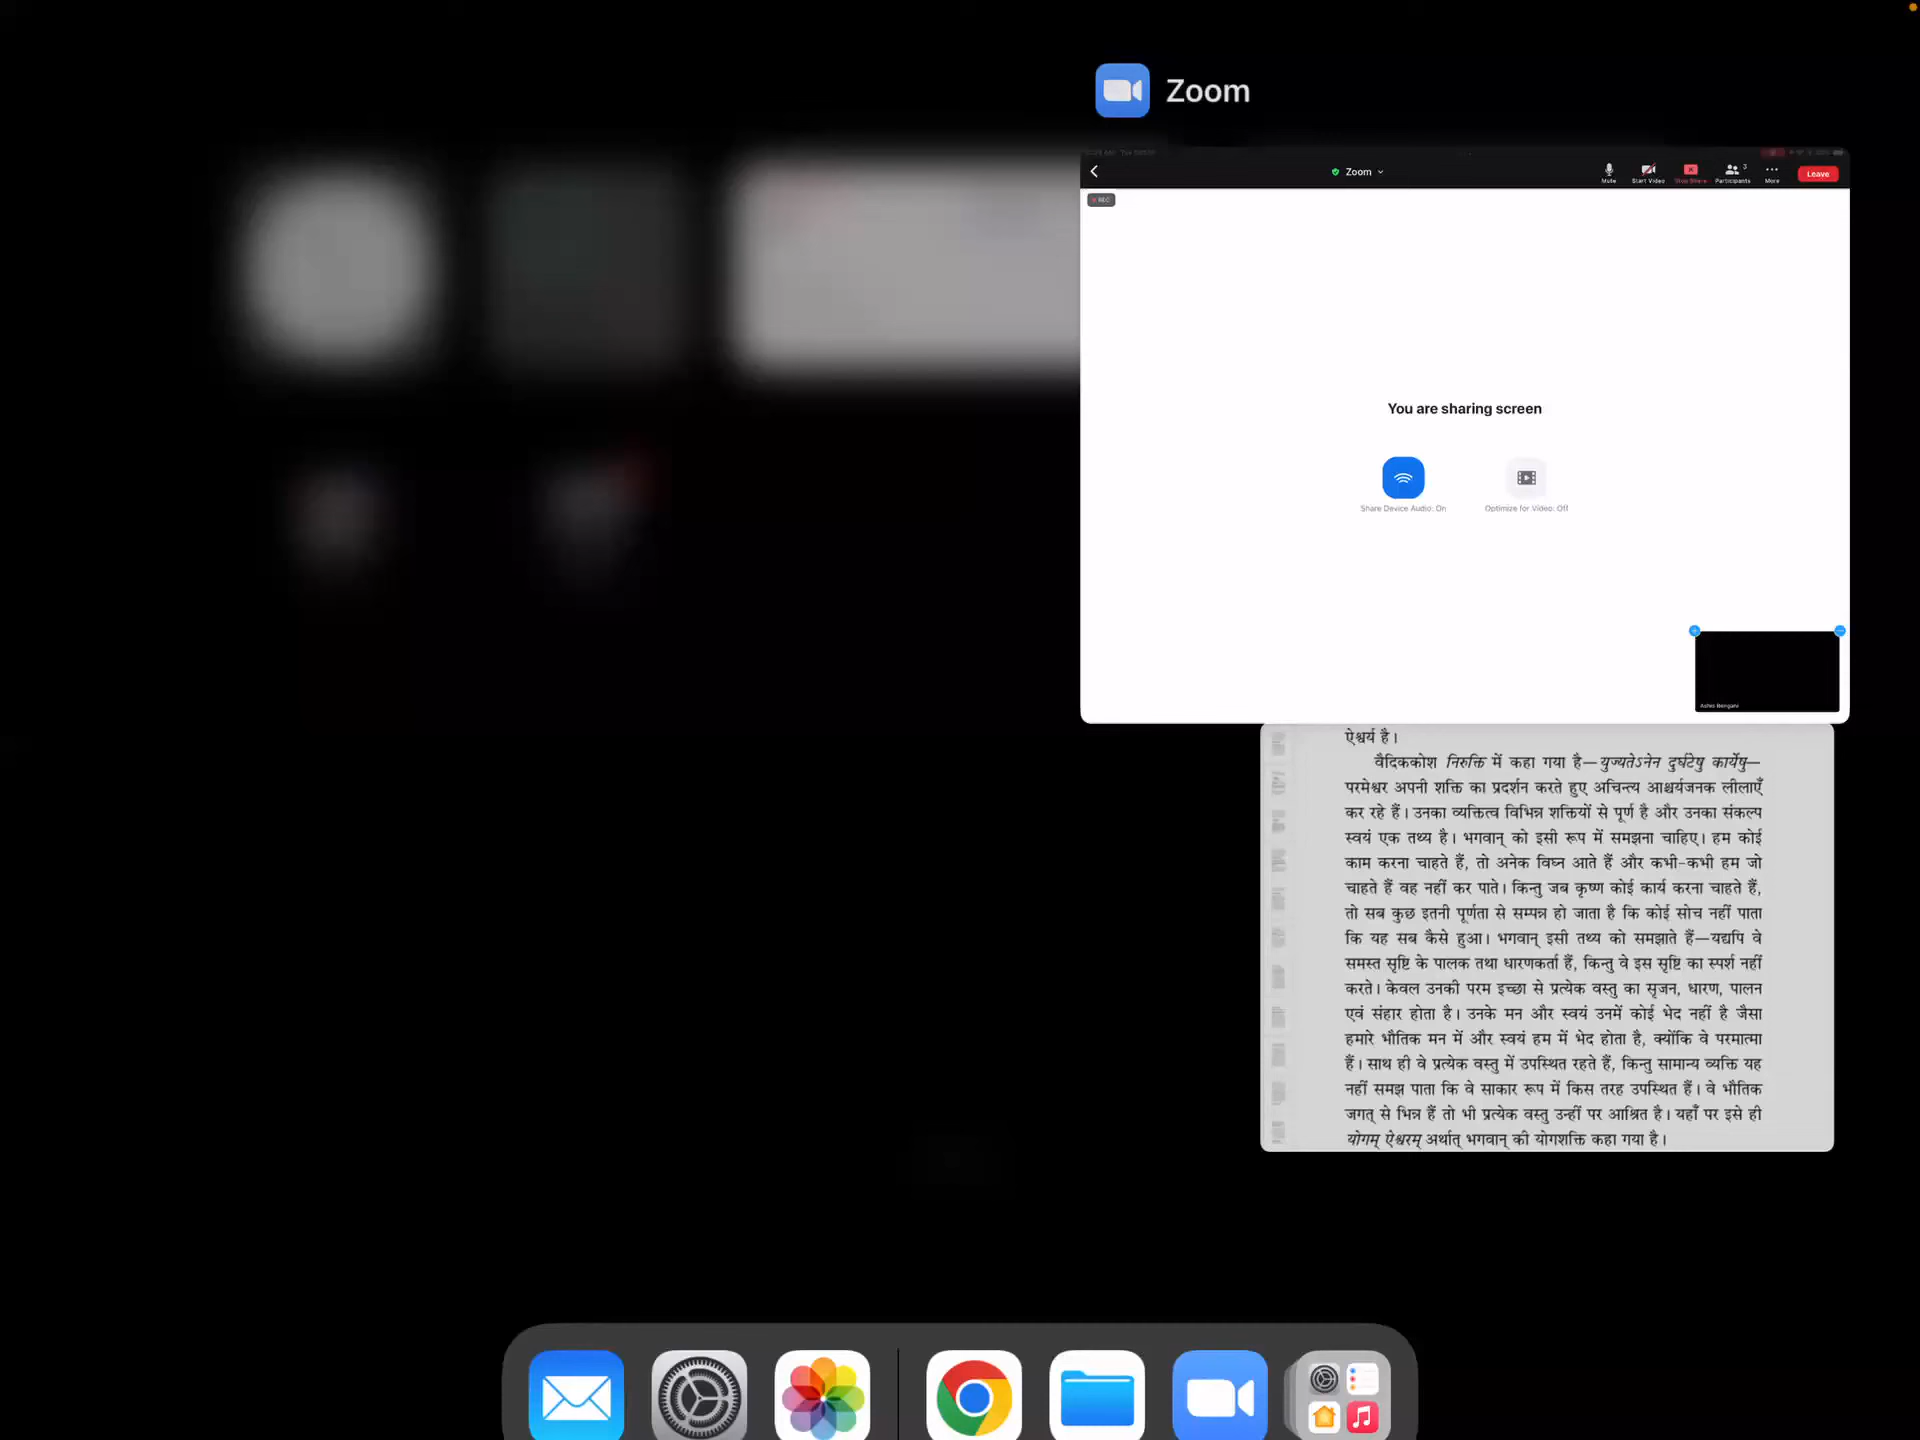 Zoom
Zoom
Mute
Start Video
Stop Share
3
Participants
More
Leave
REC
You are sharing screen
Share Device Audio: On
Optimize for Video: Off
Ashis Bengani
ऐश्वर्य है।
वैदिककोश निरुक्ति में कहा गया है—युज्यतेऽनेन दुर्घटेषु कार्येषु—
परमेश्वर अपनी शक्ति का प्रदर्शन करते हुए अचिन्त्य आश्चर्यजनक लीलाएँ
कर रहे हैं। उनका व्यक्तित्व विभिन्न शक्तियों से पूर्ण है और उनका संकल्प
स्वयं एक तथ्य है। भगवान् को इसी रूप में समझना चाहिए। हम कोई
काम करना चाहते हैं, तो अनेक विघ्न आते हैं और कभी-कभी हम जो
चाहते हैं वह नहीं कर पाते। किन्तु जब कृष्ण कोई कार्य करना चाहते हैं,
तो सब कुछ इतनी पूर्णता से सम्पन्न हो जाता है कि कोई सोच नहीं पाता
कि यह सब कैसे हुआ। भगवान् इसी तथ्य को समझाते हैं—यद्यपि वे
समस्त सृष्टि के पालक तथा धारणकर्ता हैं, किन्तु वे इस सृष्टि का स्पर्श नहीं
करते। केवल उनकी परम इच्छा से प्रत्येक वस्तु का सृजन, धारण, पालन
एवं संहार होता है। उनके मन और स्वयं उनमें कोई भेद नहीं है जैसा
हमारे भौतिक मन में और स्वयं हम में भेद होता है, क्योंकि वे परमात्मा
हैं। साथ ही वे प्रत्येक वस्तु में उपस्थित रहते हैं, किन्तु सामान्य व्यक्ति यह
नहीं समझ पाता कि वे साकार रूप में किस तरह उपस्थित हैं। वे भौतिक
जगत् से भिन्न हैं तो भी प्रत्येक वस्तु उन्हीं पर आश्रित है। यहाँ पर इसे ही
योगम् ऐश्वरम् अर्थात् भगवान् की योगशक्ति कहा गया है।